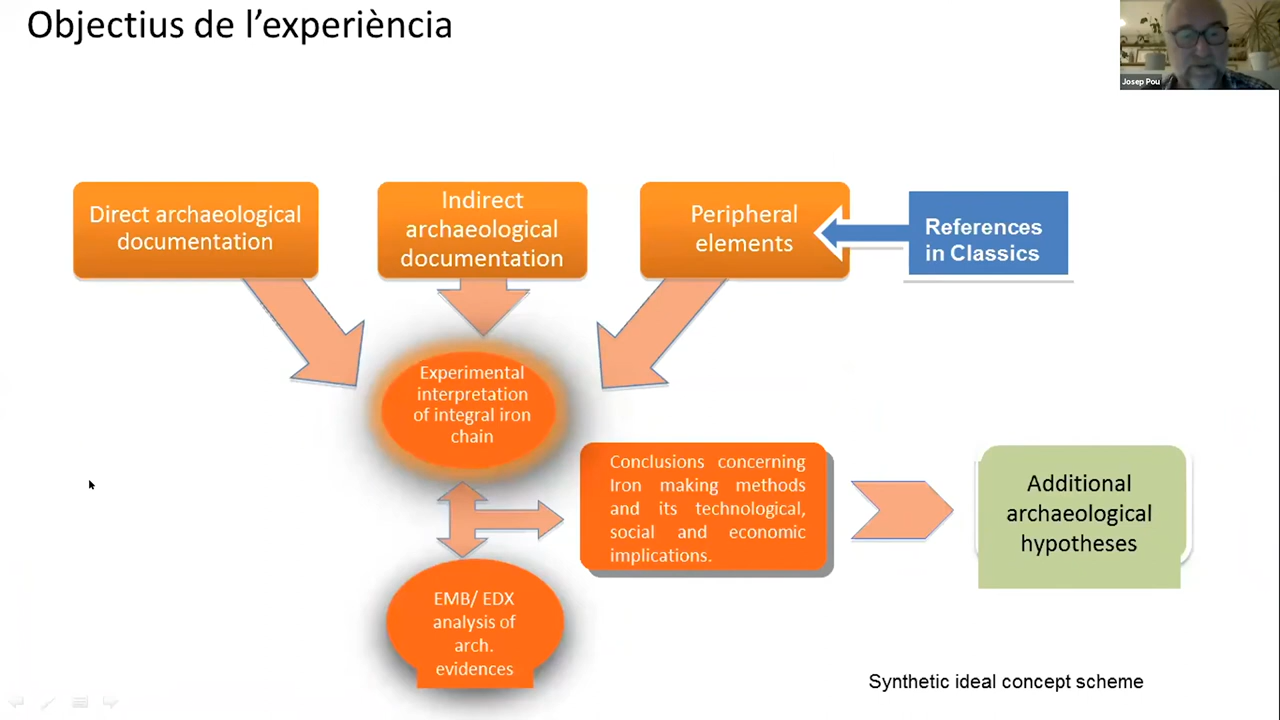 Objectius de l’experiència
Josep Pou
Direct archaeological
documentation
Indirect
archaeological
documentation
Peripheral
elements
References
in Classics
Experimental
interpretation
of integral iron
chain
Conclusions concerning
Iron making methods
and its technological,
social and economic
implications.
Additional
archaeological
hypotheses
EMB/ EDX
analysis of
arch.
evidences
Synthetic ideal concept scheme